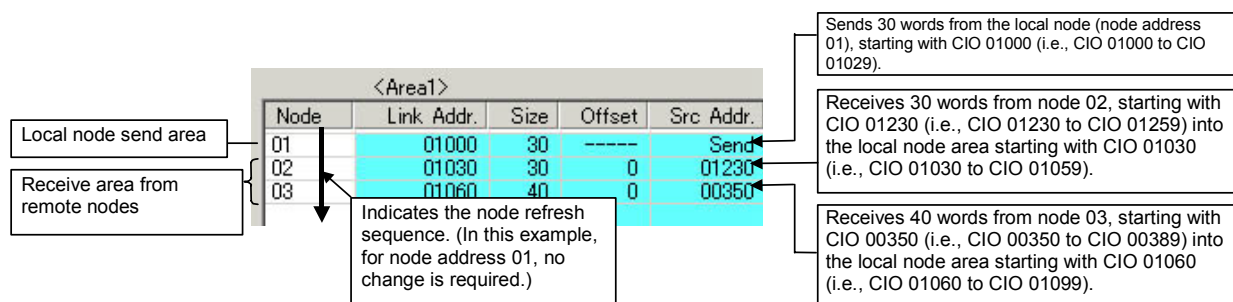 <Area1>
Node Link Addr. Size Offset Src Addr.
01 01000 30 ----- Send
02 01030 30 0 01230
03 01060 40 0 00350
Local node send area
Receive area from
remote nodes
Indicates the node refresh
sequence. (In this example,
for node address 01, no
change is required.)
Sends 30 words from the local node (node address
01), starting with CIO 01000 (i.e., CIO 01000 to CIO
01029).
Receives 30 words from node 02, starting with
CIO 01230 (i.e., CIO 01230 to CIO 01259) into
the local node area starting with CIO 01030
(i.e., CIO 01030 to CIO 01059).
Receives 40 words from node 03, starting with
CIO 00350 (i.e., CIO 00350 to CIO 00389) into
the local node area starting with CIO 01060
(i.e., CIO 01060 to CIO 01099).